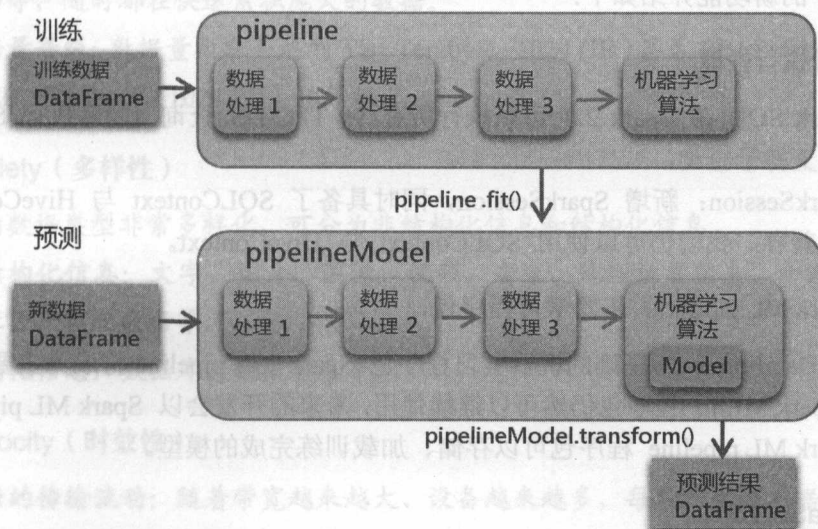 训练
pipeline
训练数据
DataFrame
数据
处理 1
数据
处理 2
数据
处理 3
机器学习
算法
pipeline .fit()
预测
pipelineModel
新数据
DataFrame
数据
处理 1
数据
处理 2
数据
处理 3
机器学习
算法
Model
pipelineModel.transform()
预测结果
DataFrame